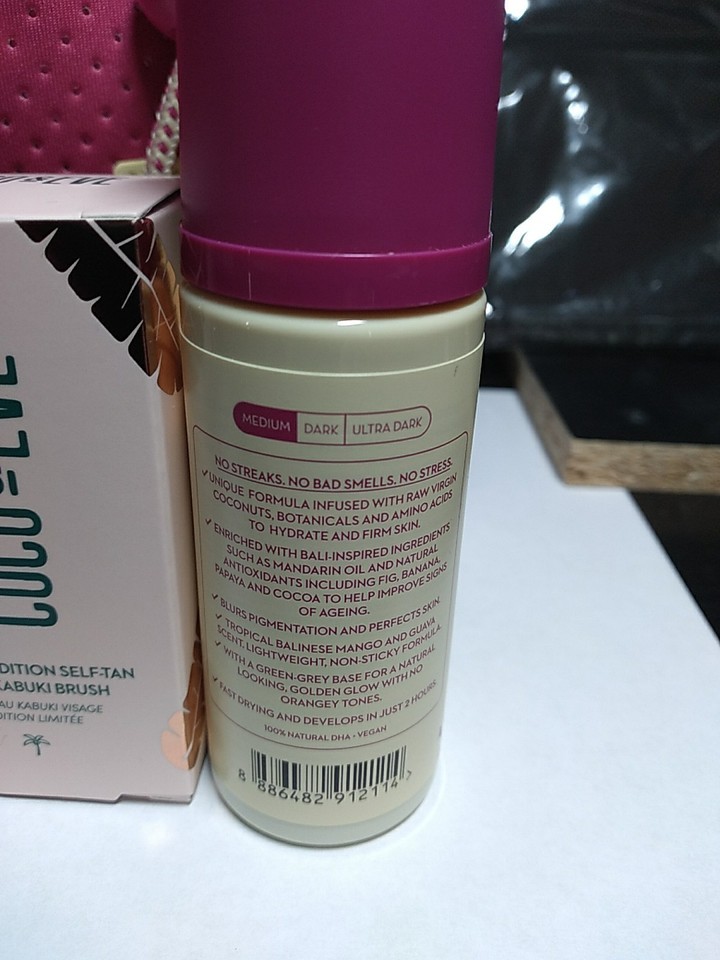 COCO & EVE
DITION SELF-TAN
KABUKI BRUSH
AU KABUKI VISAGE
DITION LIMITÉE
MEDIUM DARK ULTRA DARK
NO STREAKS. NO BAD SMELLS. NO STRESS.
✓UNIQUE FORMULA INFUSED WITH RAW VIRGIN
COCONUTS, BOTANICALS AND AMINO ACIDS
TO HYDRATE AND FIRM SKIN.
✓ENRICHED WITH BALI-INSPIRED INGREDIENTS
SUCH AS MANDARIN OIL AND NATURAL
ANTIOXIDANTS INCLUDING FIG, BANANA,
PAPAYA AND COCOA TO HELP IMPROVE SIGNS
OF AGEING.
✓BLURS PIGMENTATION AND PERFECTS SKIN.
✓TROPICAL BALINESE MANGO AND GUAVA
SCENT, LIGHTWEIGHT, NON-STICKY FORMULA.
✓WITH A GREEN-GREY BASE FOR A NATURAL
LOOKING, GOLDEN GLOW WITH NO
ORANGEY TONES.
✓FAST DRYING AND DEVELOPS IN JUST 2 HOURS.
100% NATURAL DHA • VEGAN
8 886482 912114 >